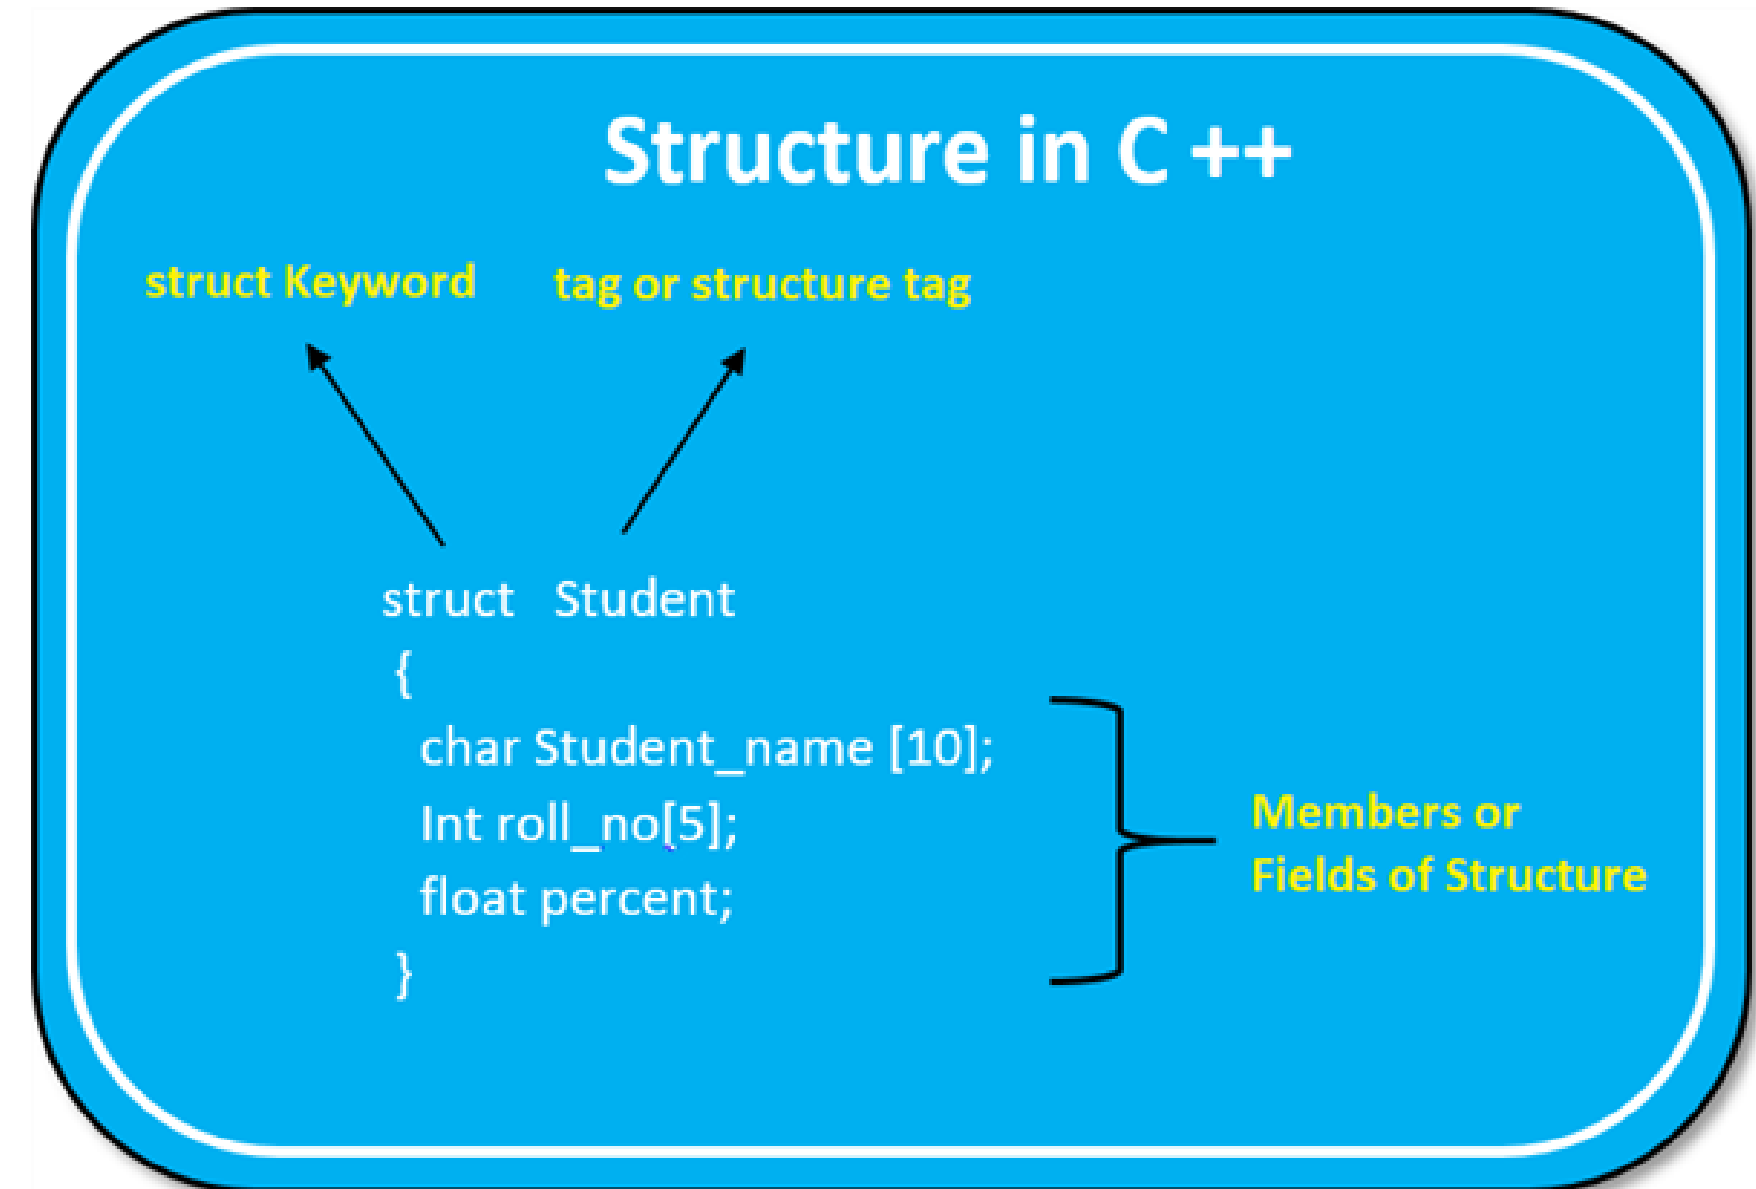 Structure in C ++
struct Keyword tag or structure tag
struct Student
{
char Student_name [10];
Int roll_no[5];
float percent;
}
Members or
Fields of Structure